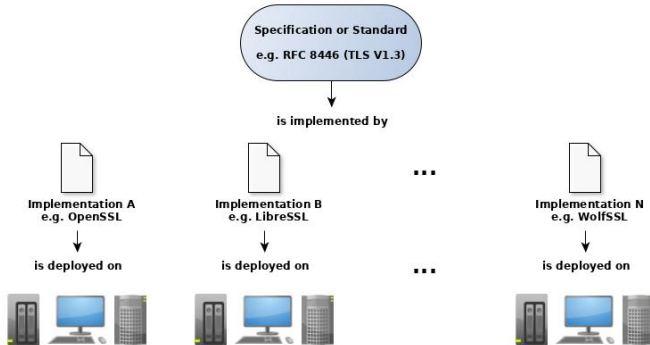 Specification or Standard
e.g. RFC 8446 (TLS V1.3)
is implemented by
...
Implementation A
e.g. OpenSSL
Implementation B
e.g. LibreSSL
Implementation N
e.g. WolfSSL
is deployed on
is deployed on
...
is deployed on